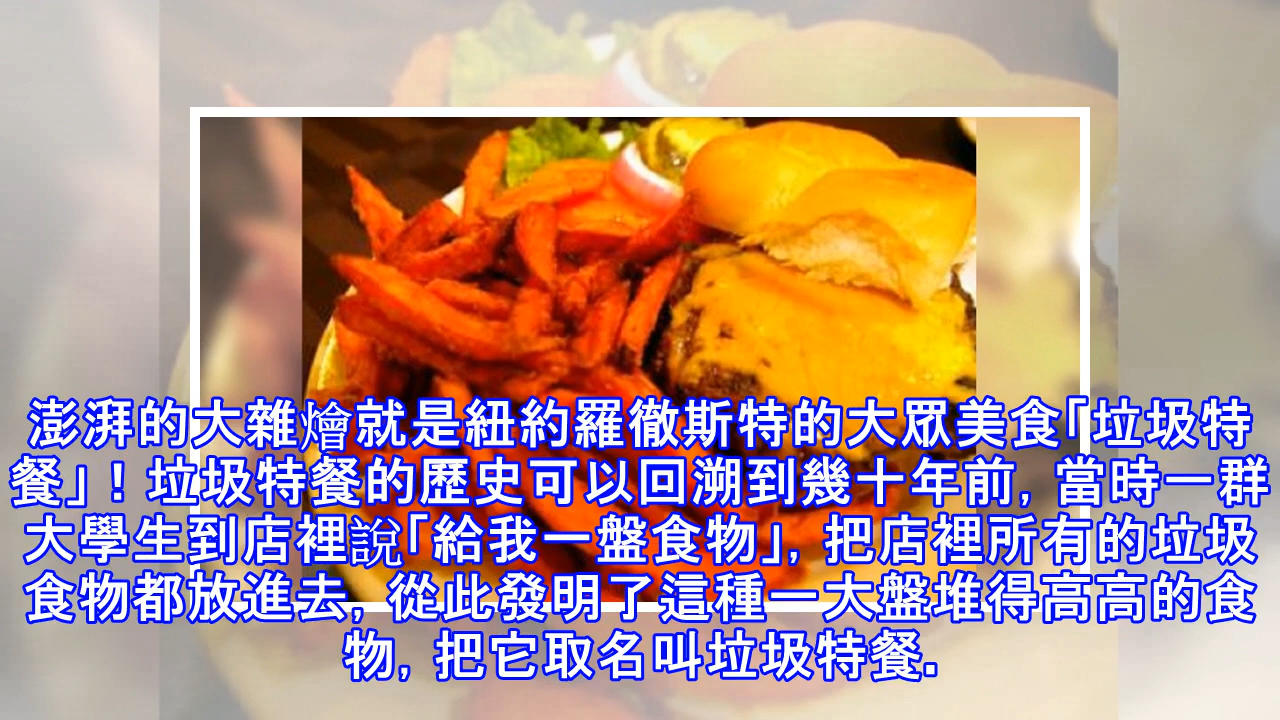 澎湃的大雜燴就是紐約羅徹斯特的大眾美食「垃圾特
餐」! 垃圾特餐的歷史可以回溯到幾十年前, 當時一群
大學生到店裡說「給我一盤食物」, 把店裡所有的垃圾
食物都放進去, 從此發明了這種一大盤堆得高高的食
物, 把它取名叫垃圾特餐.